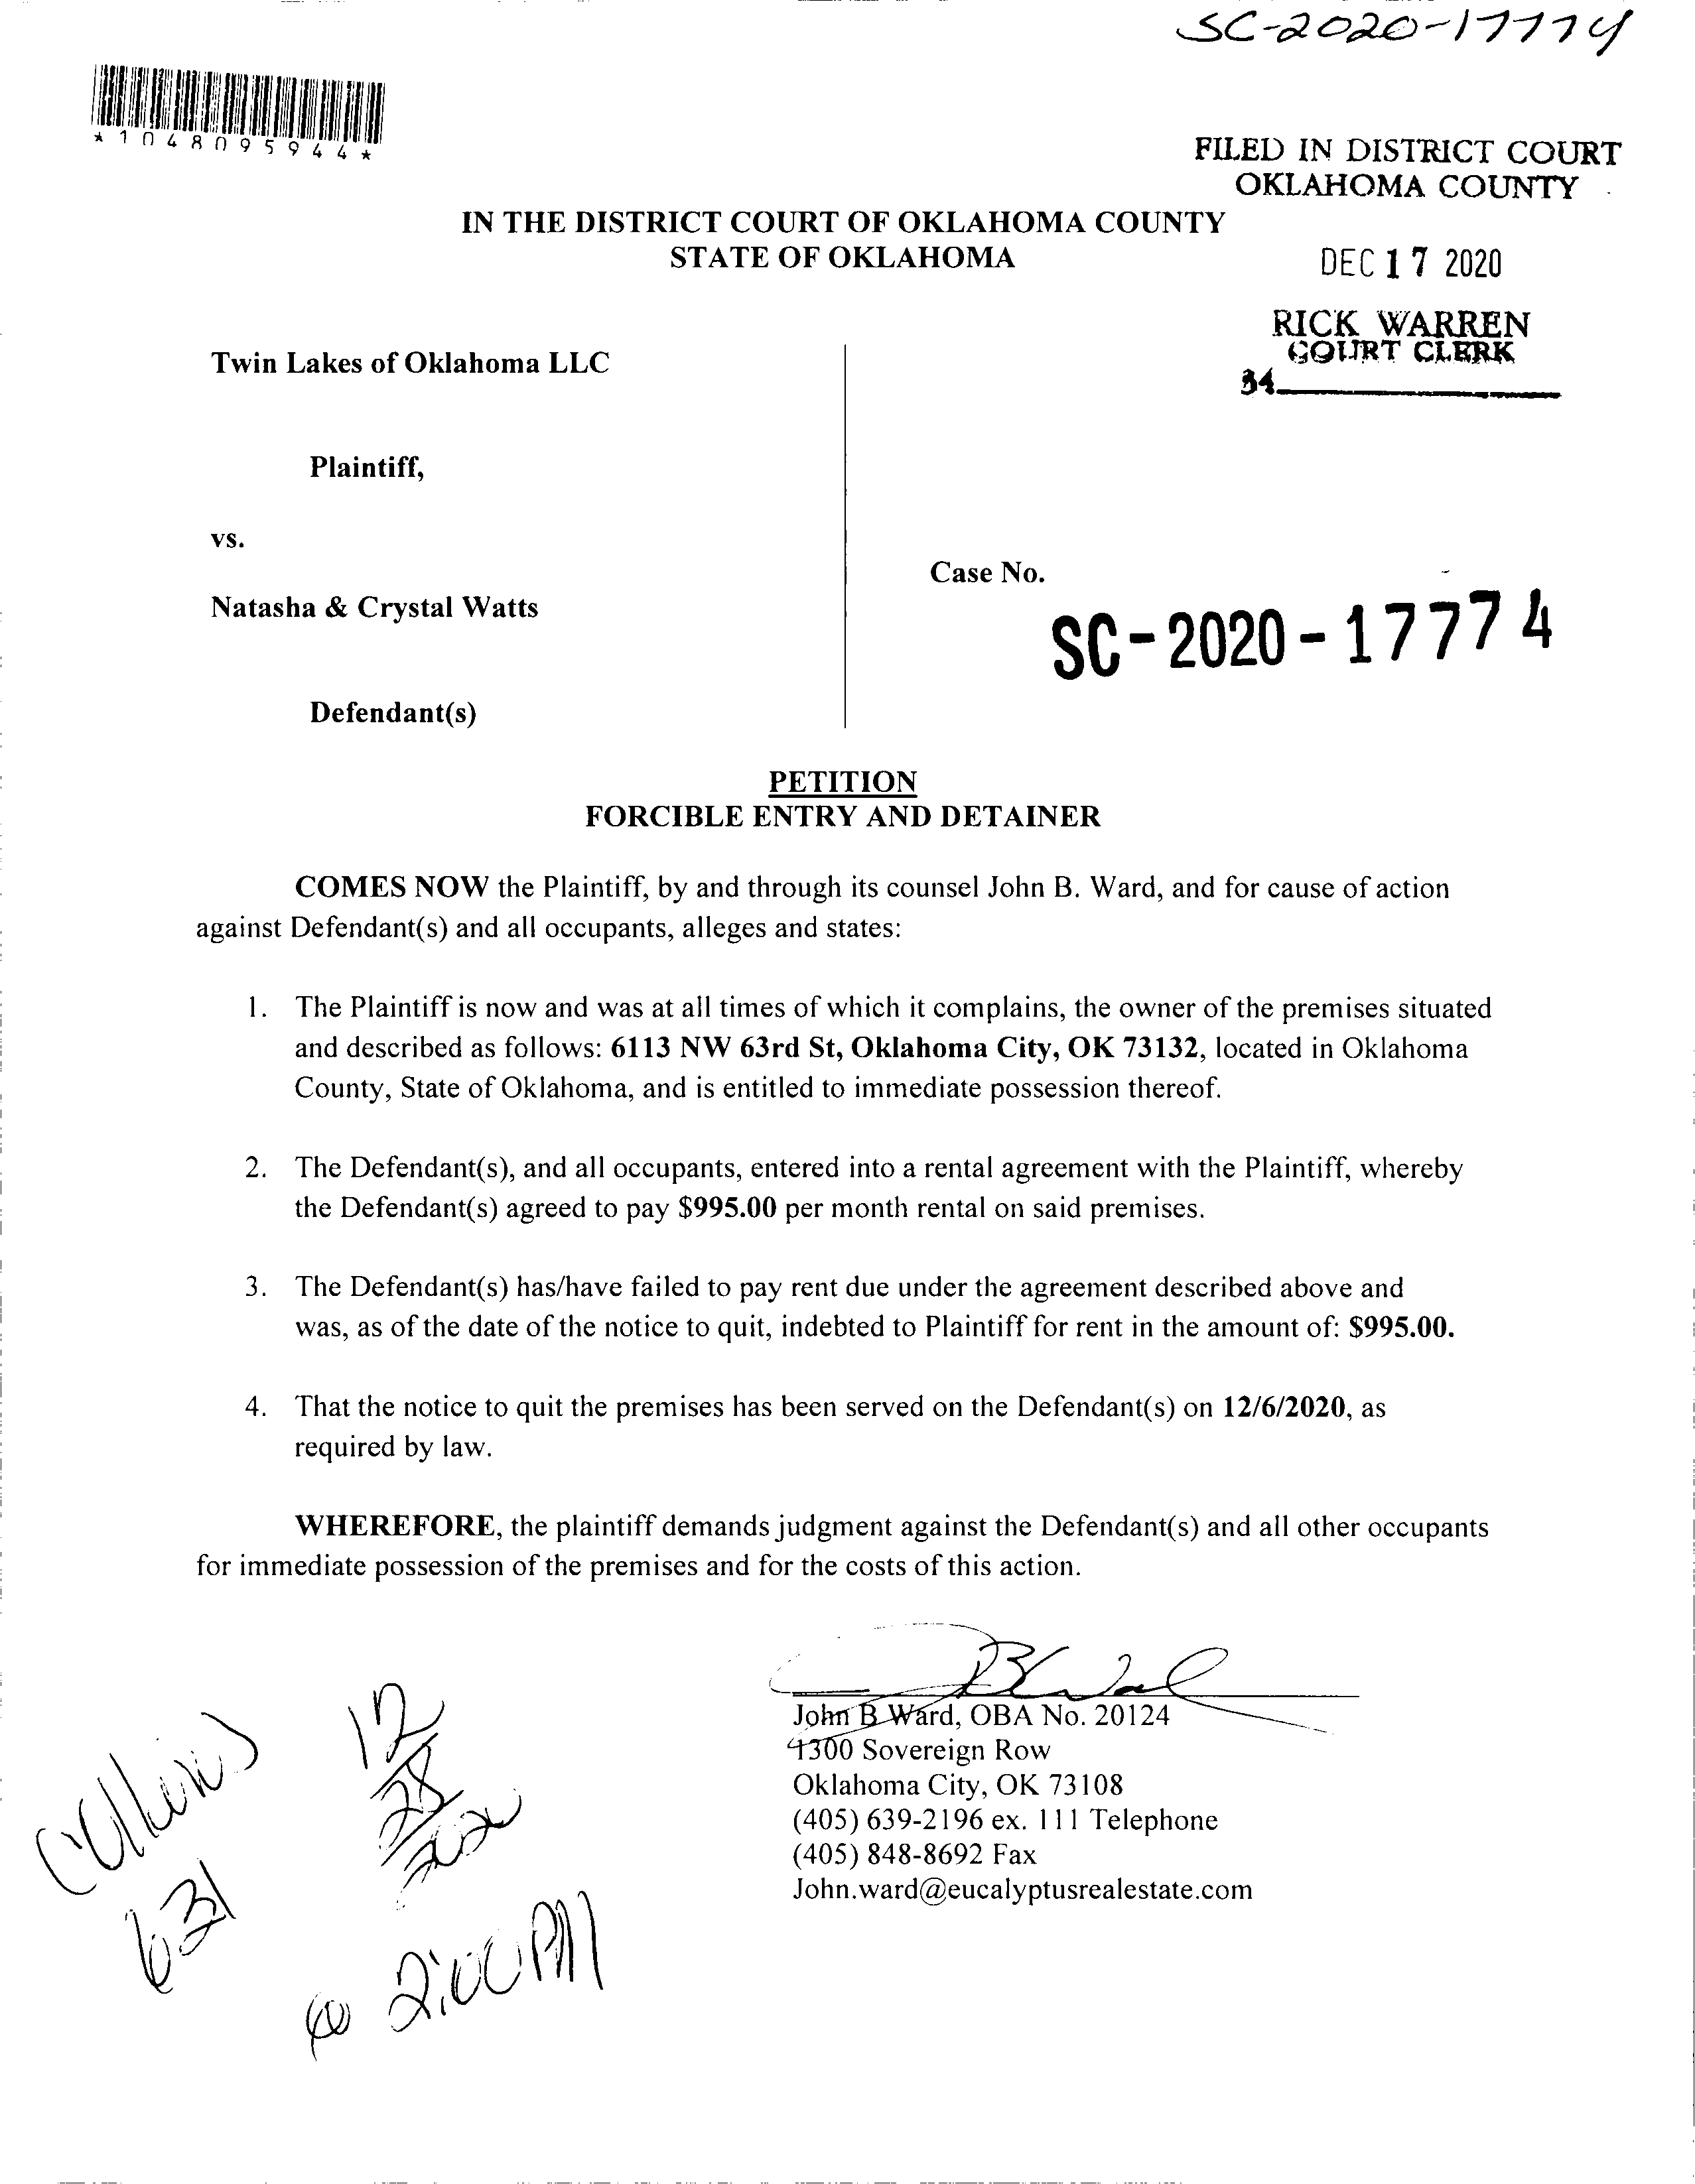 SC-2020-17774
*1048095944*
FILED IN DISTRICT COURT
OKLAHOMA COUNTY
IN THE DISTRICT COURT OF OKLAHOMA COUNTY
STATE OF OKLAHOMA
DEC 17 2020
RICK WARREN
COURT CLERK
34
Twin Lakes of Oklahoma LLC
Plaintiff,
vs.
Case No.
Natasha & Crystal Watts
SC-2020-17774
Defendant(s)
PETITION
FORCIBLE ENTRY AND DETAINER
COMES NOW the Plaintiff, by and through its counsel John B. Ward, and for cause of action
against Defendant(s) and all occupants, alleges and states:
1. The Plaintiff is now and was at all times of which it complains, the owner of the premises situated
and described as follows: 6113 NW 63rd St, Oklahoma City, OK 73132, located in Oklahoma
County, State of Oklahoma, and is entitled to immediate possession thereof.
2. The Defendant(s), and all occupants, entered into a rental agreement with the Plaintiff, whereby
the Defendant(s) agreed to pay $995.00 per month rental on said premises.
3. The Defendant(s) has/have failed to pay rent due under the agreement described above and
was, as of the date of the notice to quit, indebted to Plaintiff for rent in the amount of: $995.00.
4. That the notice to quit the premises has been served on the Defendant(s) on 12/6/2020, as
required by law.
WHEREFORE, the plaintiff demands judgment against the Defendant(s) and all other occupants
for immediate possession of the premises and for the costs of this action.
John B Ward, OBA No. 20124
4300 Sovereign Row
Oklahoma City, OK 73108
(405) 639-2196 ex. 111 Telephone
(405) 848-8692 Fax
John.ward@eucalyptusrealestate.com
Collins
631
12
28
@ 2:00 PM